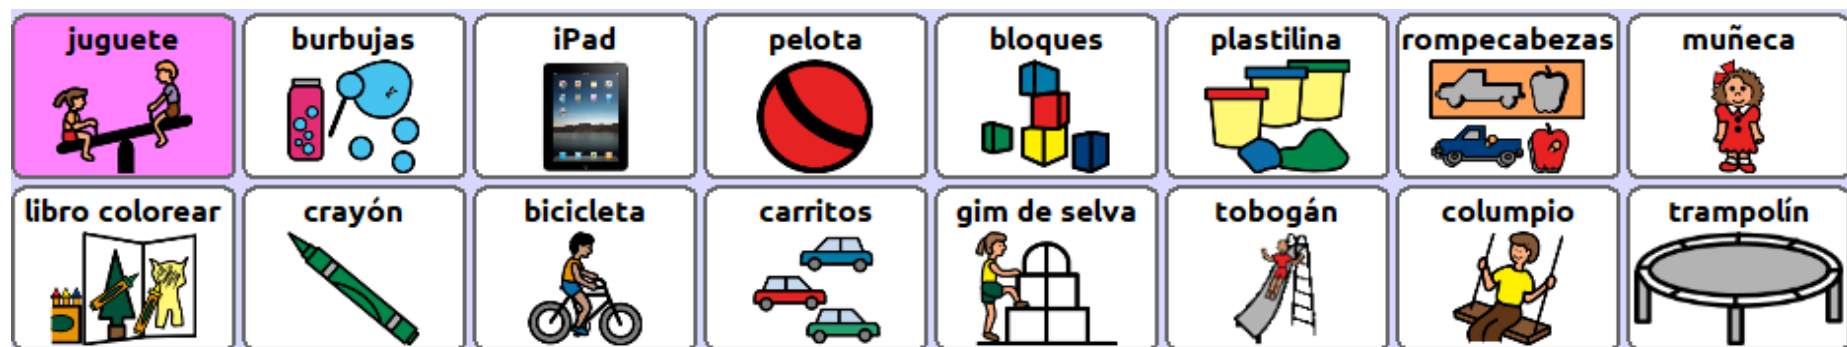 juguete
burbujas
iPad
pelota
bloques
plastilina
rompecabezas
muñeca
libro colorear
crayón
bicicleta
carritos
gim de selva
tobogán
columpio
trampolín